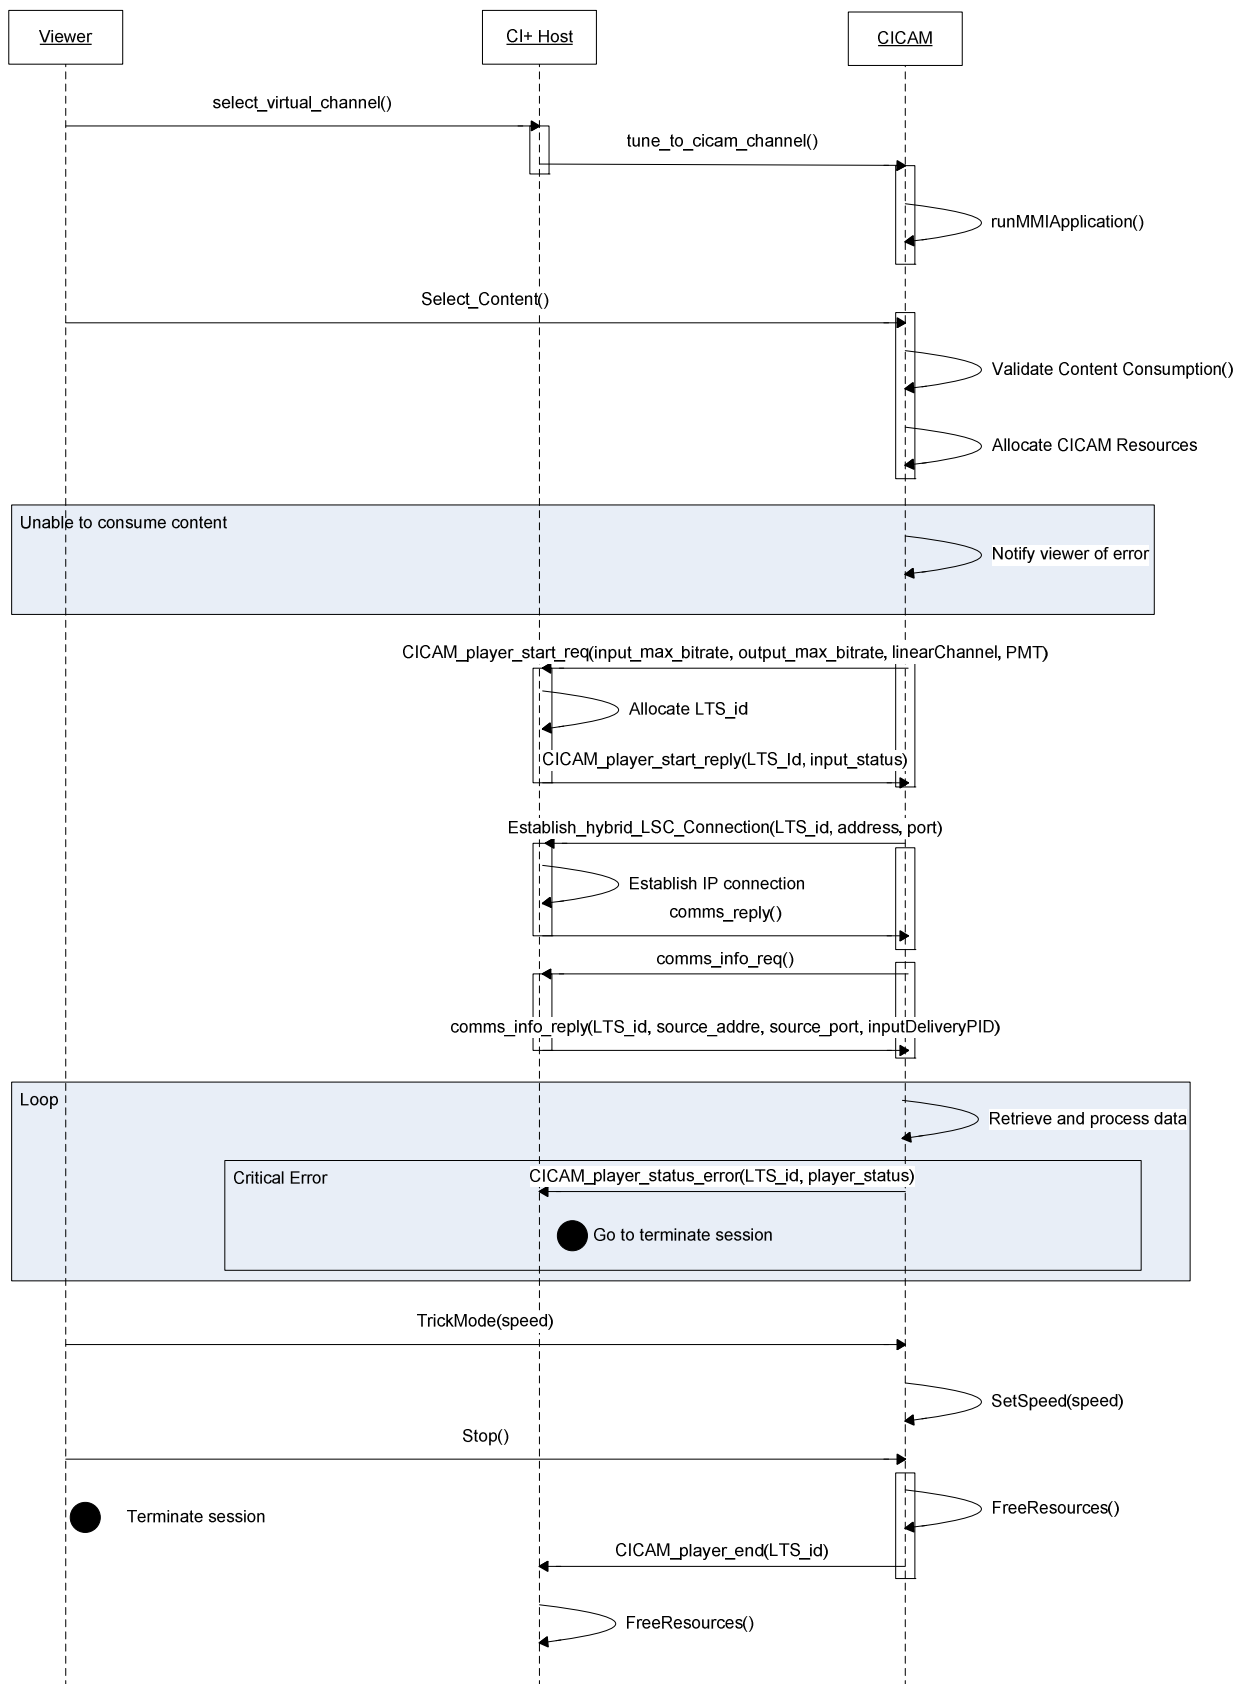 Viewer
CI+ Host
CICAM
select_virtual_channel()
tune_to_cicam_channel()
runMMIApplication()
Select_Content()
Validate Content Consumption()
Allocate CICAM Resources
Unable to consume content
Notify viewer of error
CICAM_player_start_req(input_max_bitrate, output_max_bitrate, linearChannel, PMT)
Allocate LTS_id
CICAM_player_start_reply(LTS_Id, input_status)
Establish_hybrid_LSC_Connection(LTS_id, address, port)
Establish IP connection
comms_reply()
comms_info_req()
comms_info_reply(LTS_id, source_addre, source_port, inputDeliveryPID)
Loop
Retrieve and process data
Critical Error
CICAM_player_status_error(LTS_id, player_status)
Go to terminate session
TrickMode(speed)
SetSpeed(speed)
Stop()
FreeResources()
Terminate session
CICAM_player_end(LTS_id)
FreeResources()